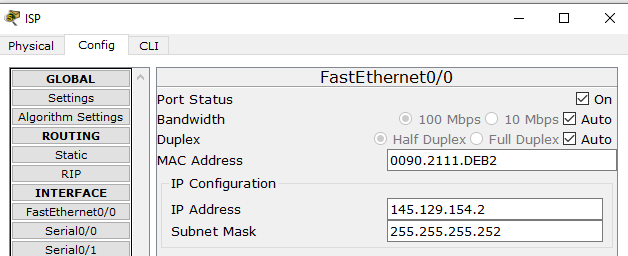 ISP
Physical Config CLI
GLOBAL
Settings
Algorithm Settings
ROUTING
Static
RIP
INTERFACE
FastEthernet0/0
Serial0/0
Serial0/1
FastEthernet0/0
Port Status On
Bandwidth 100 Mbps 10 Mbps Auto
Duplex Half Duplex Full Duplex Auto
MAC Address 0090.2111.DEB2
IP Configuration
IP Address 145.129.154.2
Subnet Mask 255.255.255.252